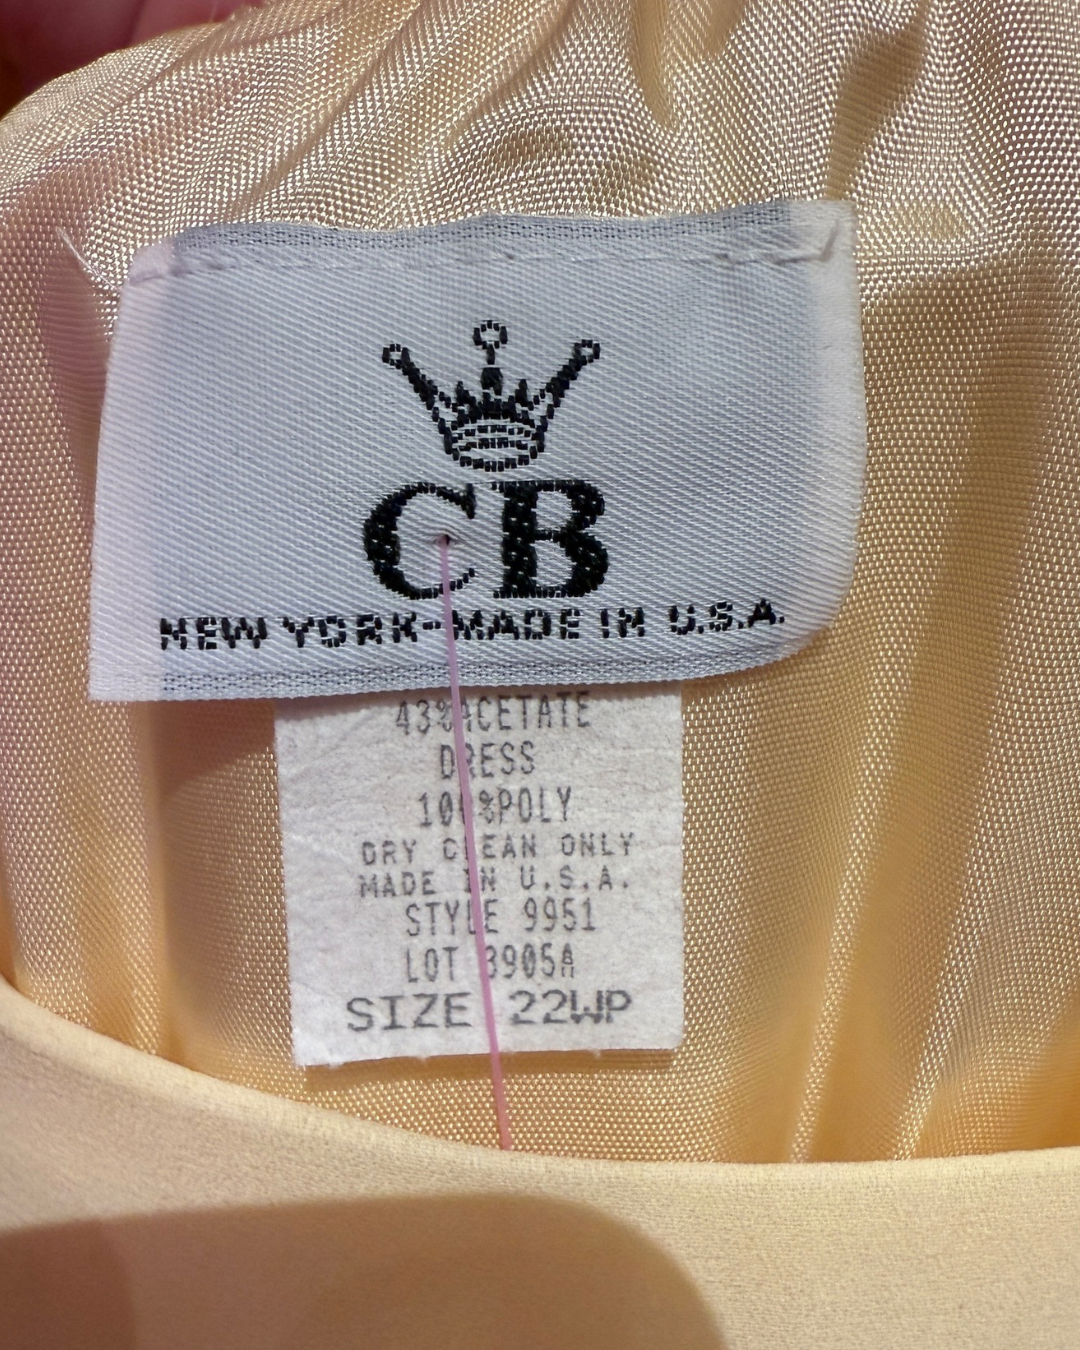 CB
NEW YORK-MADE IN U.S.A.
43%ACETATE
DRESS
100%POLY
DRY CLEAN ONLY
MADE IN U.S.A.
STYLE 9951
LOT 3905A
SIZE 22WP